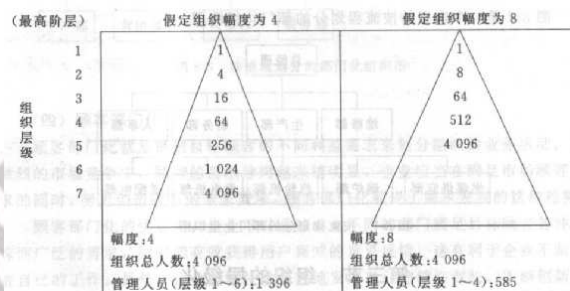 (最高阶层)
假定组织幅度为4
假定组织幅度为8
组织层级
1
2
3
4
5
6
7
1
4
16
64
256
1 024
4 096
幅度:4
组织总人数:4 096
管理人员(层级1~6):1 396
1
8
64
512
4 096
幅度:8
组织总人数:4 096
管理人员(层级1~4):585